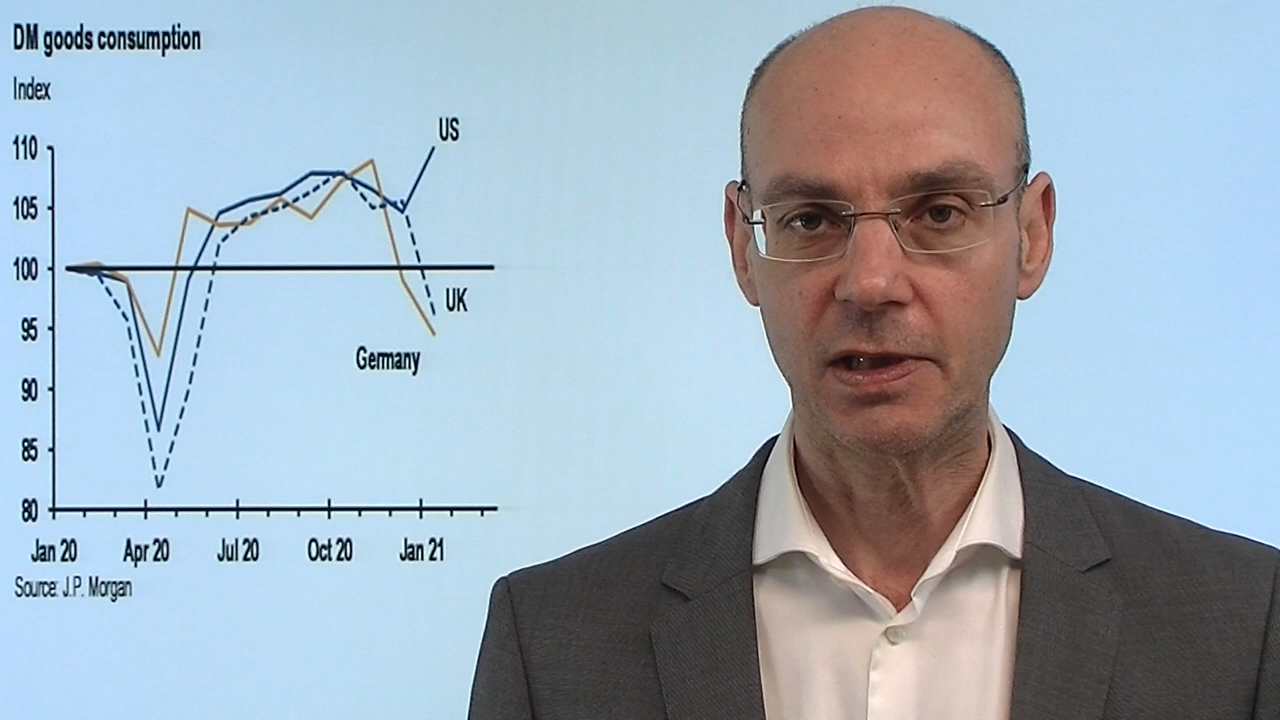 DM goods consumption
Index
110
US
105
100
UK
95
Germany
90
85
80
Jan 20 Apr 20 Jul 20 Oct 20 Jan 21
Source: J.P. Morgan